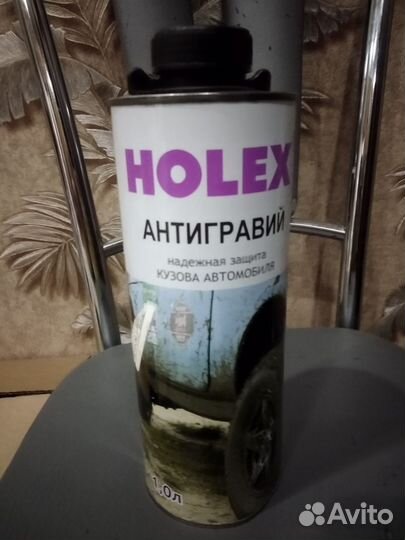 HOLEX
АНТИГРАВИЙ
надежная защита
КУЗОВА АВТОМОБИЛЯ
1.0л
Avito